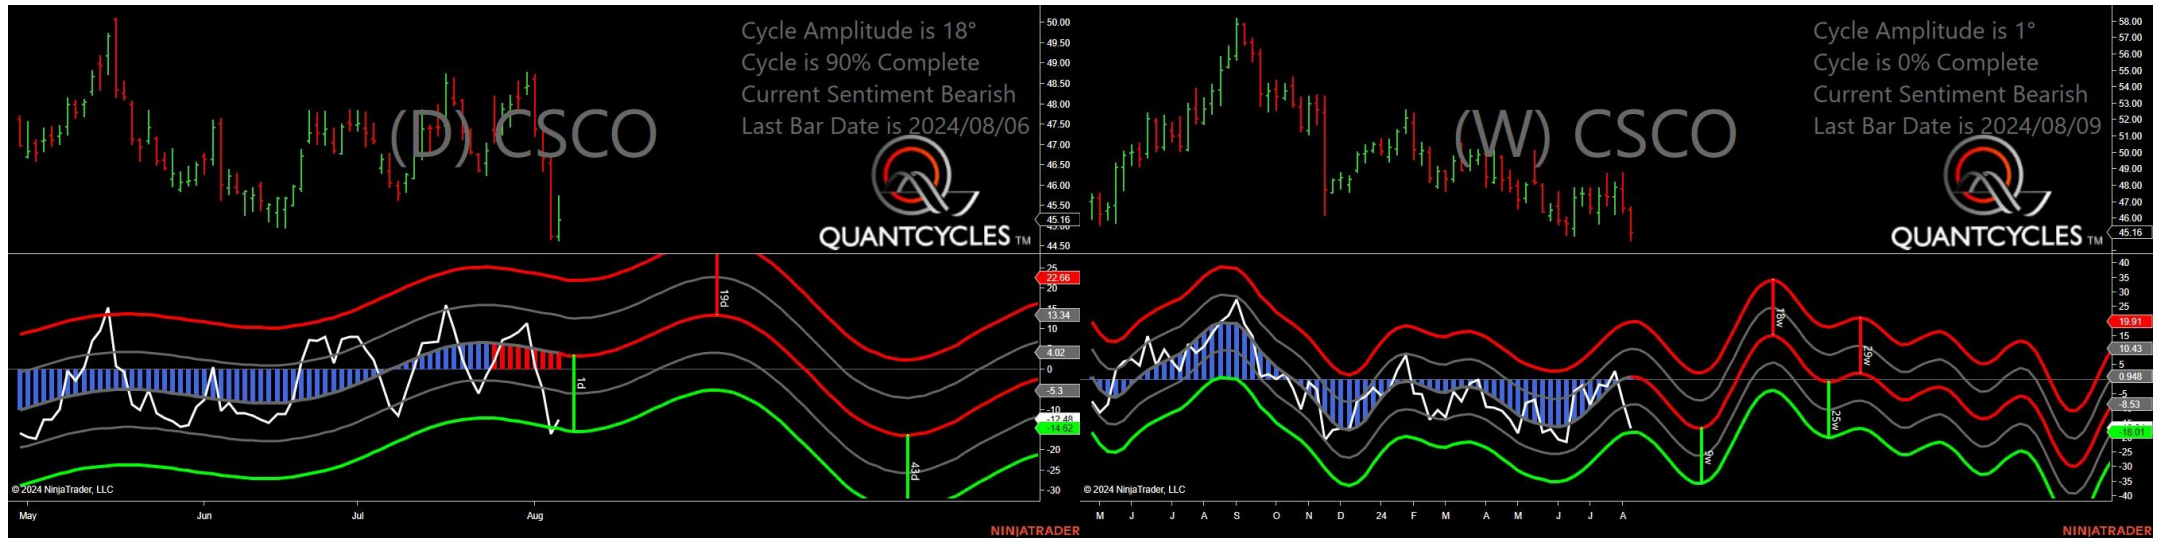 Cycle Amplitude is 18°
Cycle is 90% Complete
Current Sentiment Bearish
Last Bar Date is 2024/08/06
(D) CSCO
QUANTCYCLES TM
50.00
49.50
49.00
48.50
48.00
47.50
47.00
46.50
46.00
45.50
45.16
45.00
44.50
25
22.66
20
15
13.34
10
4.02
0
-5.3
-10
-12.48
-14.62
-20
-25
-30
19d
1d
43d
© 2024 NinjaTrader, LLC
May Jun Jul Aug
NINJATRADER
Cycle Amplitude is 1°
Cycle is 0% Complete
Current Sentiment Bearish
Last Bar Date is 2024/08/09
(W) CSCO
QUANTCYCLES TM
58.00
57.00
56.00
55.00
54.00
53.00
52.00
51.00
50.00
49.00
48.00
47.00
46.00
45.16
40
35
30
25
19.91
15
10.43
5
0.948
-5
-8.53
-18.01
-25
-30
-35
-40
18w
29w
25w
9w
© 2024 NinjaTrader, LLC
M J J A S O N D 24 F M A M J J A
NINJATRADER